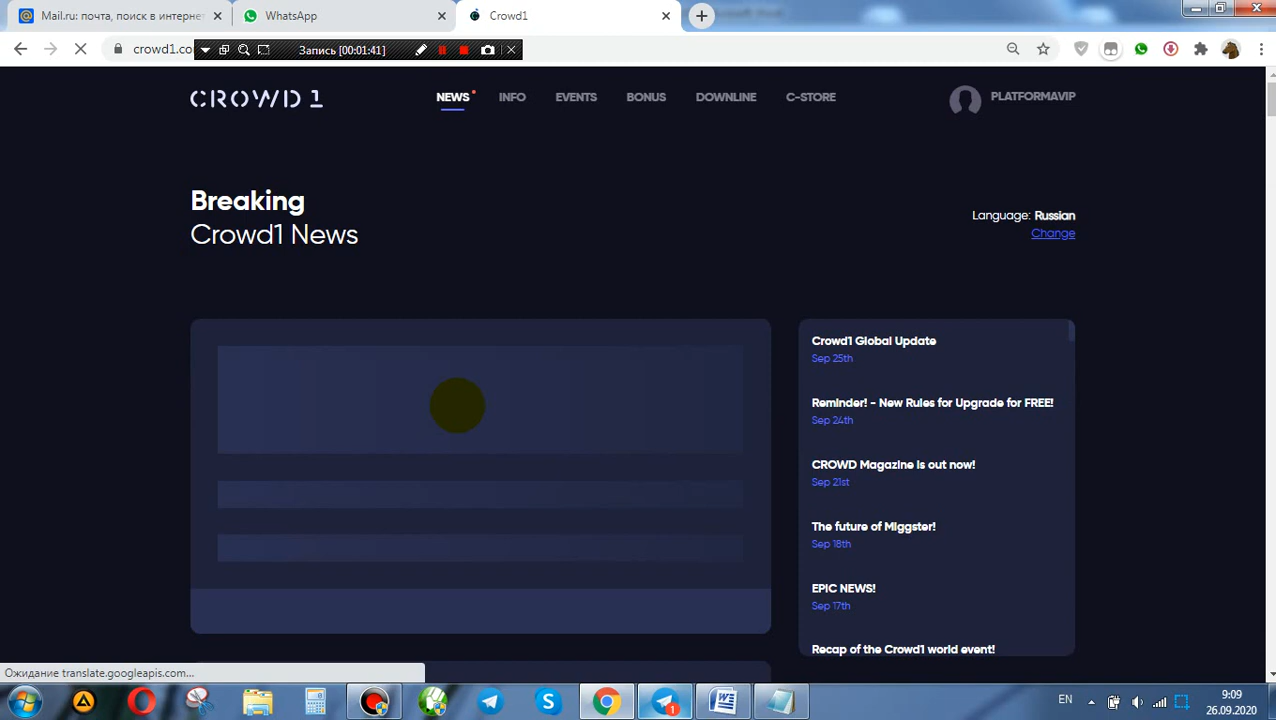 Mail.ru: почта, поиск в интернет
WhatsApp
Crowd1
crowd1.co
Запись [00:01:41]
CROWD 1
NEWS
INFO
EVENTS
BONUS
DOWNLINE
C-STORE
PLATFORMAVIP
Breaking
Crowd1 News
Language: Russian
Change
Crowd1 Global Update
Sep 25th
Reminder! - New Rules for Upgrade for FREE!
Sep 24th
CROWD Magazine is out now!
Sep 21st
The future of Miggster!
Sep 18th
EPIC NEWS!
Sep 17th
Recap of the Crowd1 world event!
Ожидание translate.googleapis.com...
1
EN
9:09
26.09.2020